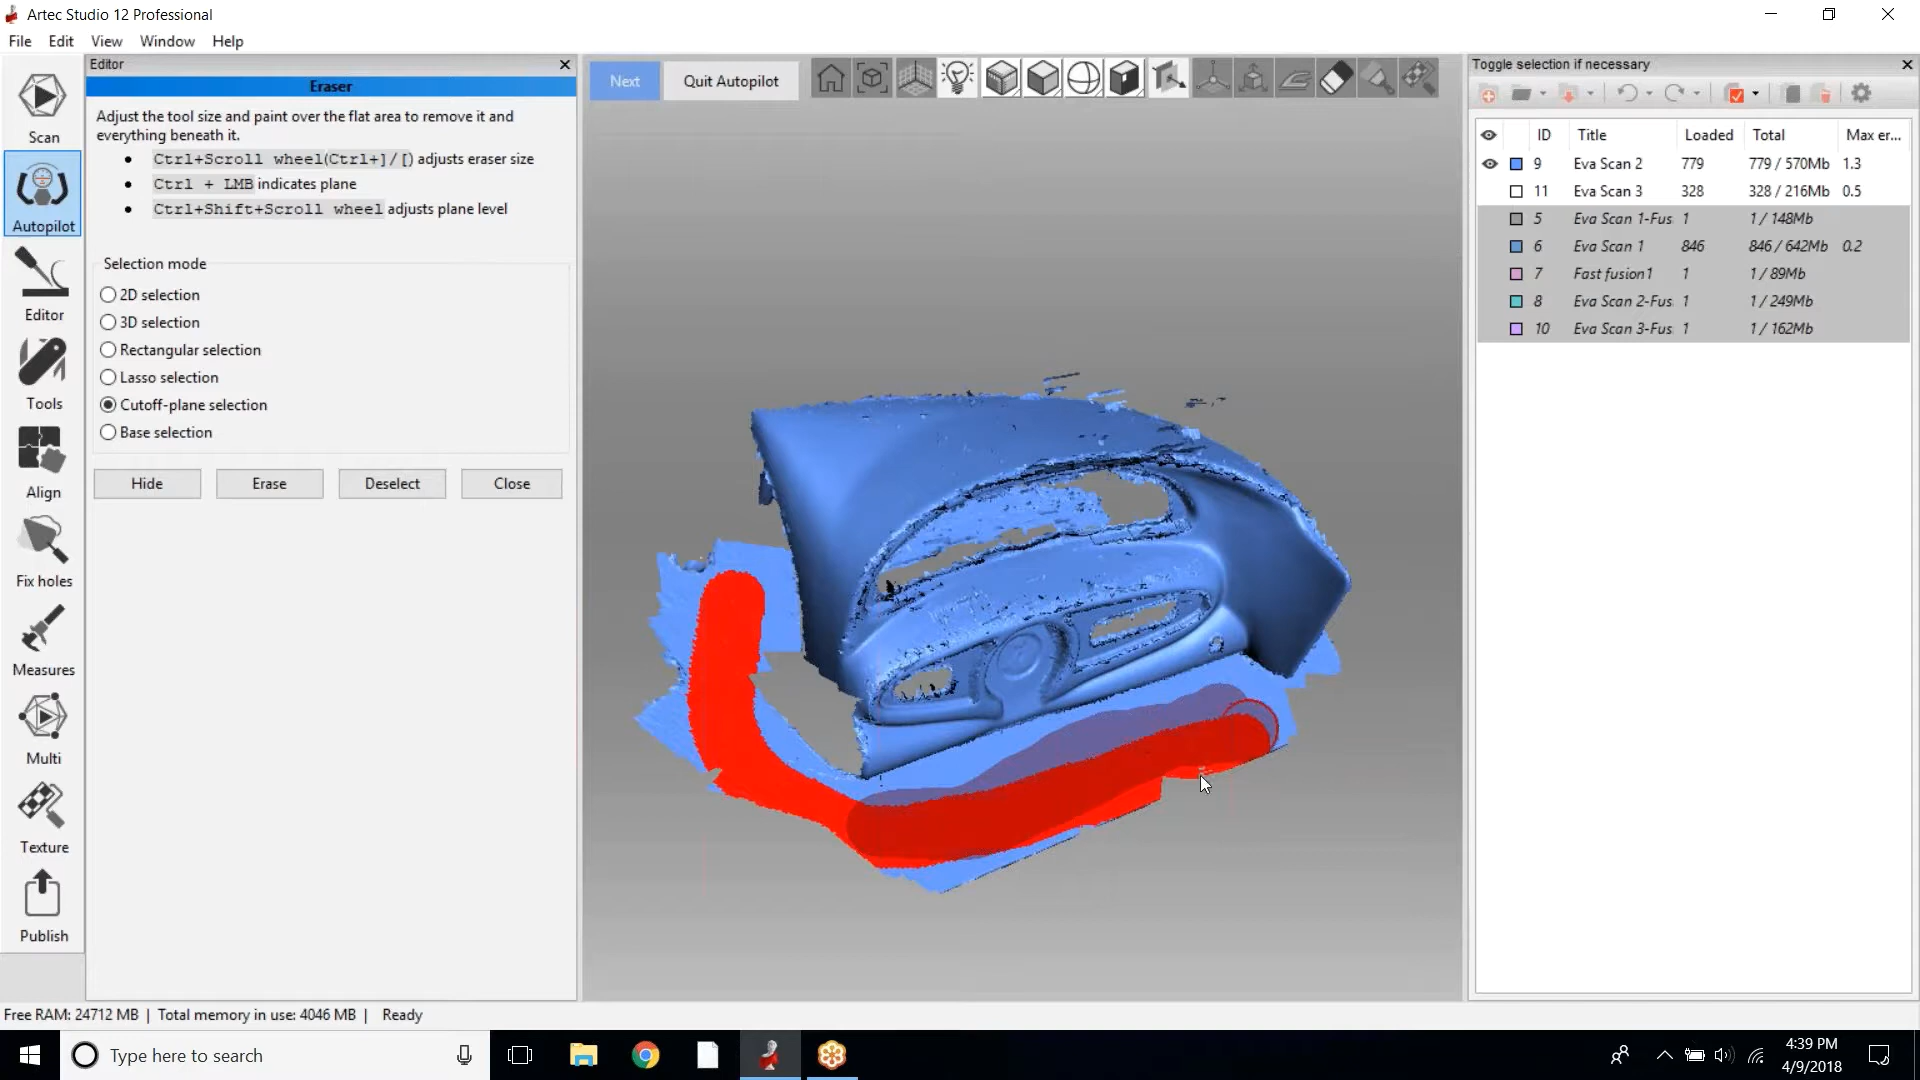 Artec Studio 12 Professional
File Edit View Window Help
Editor
Eraser
Adjust the tool size and paint over the flat area to remove it and
everything beneath it.
Ctrl+Scroll wheel(Ctrl+]/[) adjusts eraser size
Ctrl + LMB indicates plane
Ctrl+Shift+Scroll wheel adjusts plane level
Selection mode
2D selection
3D selection
Rectangular selection
Lasso selection
Cutoff-plane selection
Base selection
Hide Erase Deselect Close
Scan
Autopilot
Editor
Tools
Align
Fix holes
Measures
Multi
Texture
Publish
Next Quit Autopilot
Toggle selection if necessary
ID Title Loaded Total Max er...
9 Eva Scan 2 779 779 / 570Mb 1.3
11 Eva Scan 3 328 328 / 216Mb 0.5
5 Eva Scan 1-Fus 1 1 / 148Mb
6 Eva Scan 1 846 846 / 642Mb 0.2
7 Fast fusion1 1 1 / 89Mb
8 Eva Scan 2-Fus 1 1 / 249Mb
10 Eva Scan 3-Fus 1 1 / 162Mb
Free RAM: 24712 MB | Total memory in use: 4046 MB | Ready
Type here to search
4:39 PM
4/9/2018